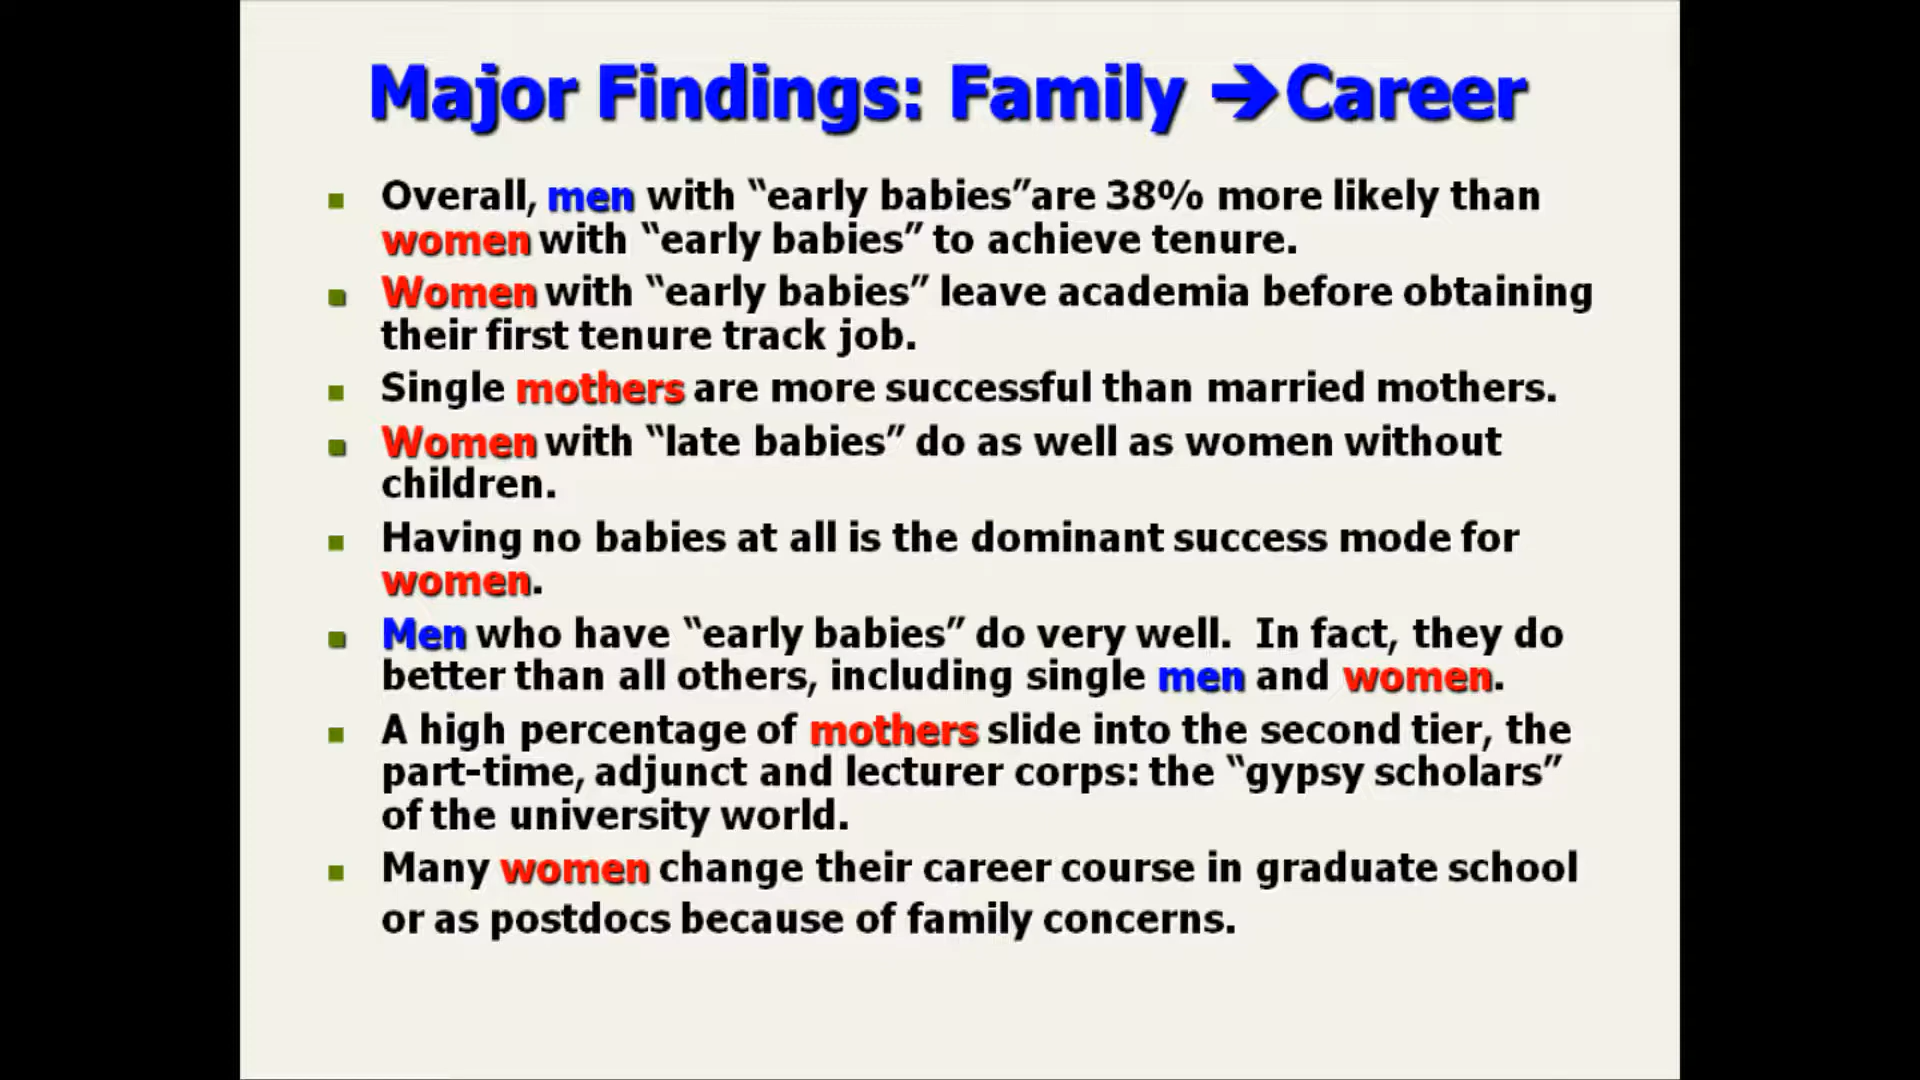 Major Findings: Family ➔Career
■ Overall, men with “early babies”are 38% more likely than
women with “early babies” to achieve tenure.
■ Women with “early babies” leave academia before obtaining
their first tenure track job.
■ Single mothers are more successful than married mothers.
■ Women with “late babies” do as well as women without
children.
■ Having no babies at all is the dominant success mode for
women.
■ Men who have “early babies” do very well.  In fact, they do
better than all others, including single men and women.
■ A high percentage of mothers slide into the second tier, the
part-time, adjunct and lecturer corps: the “gypsy scholars”
of the university world.
■ Many women change their career course in graduate school
or as postdocs because of family concerns.